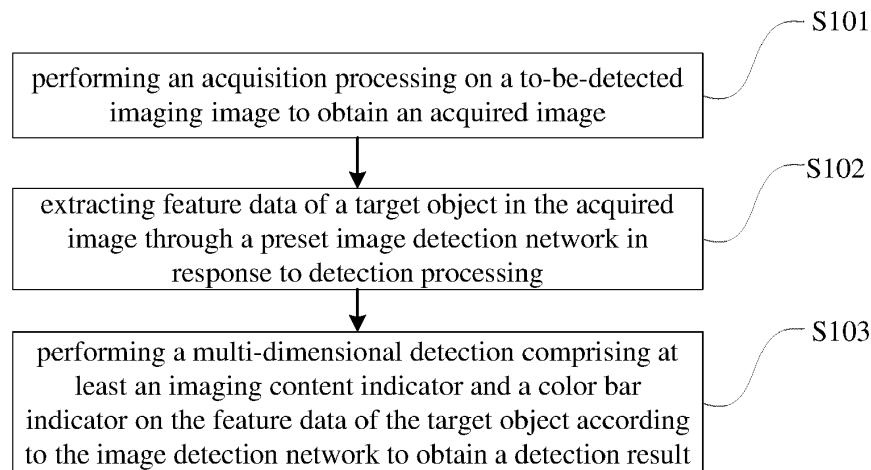 S101
performing an acquisition processing on a to-be-detected
imaging image to obtain an acquired image
S102
extracting feature data of a target object in the acquired
image through a preset image detection network in
response to detection processing
S103
performing a multi-dimensional detection comprising at
least an imaging content indicator and a color bar
indicator on the feature data of the target object according
to the image detection network to obtain a detection result